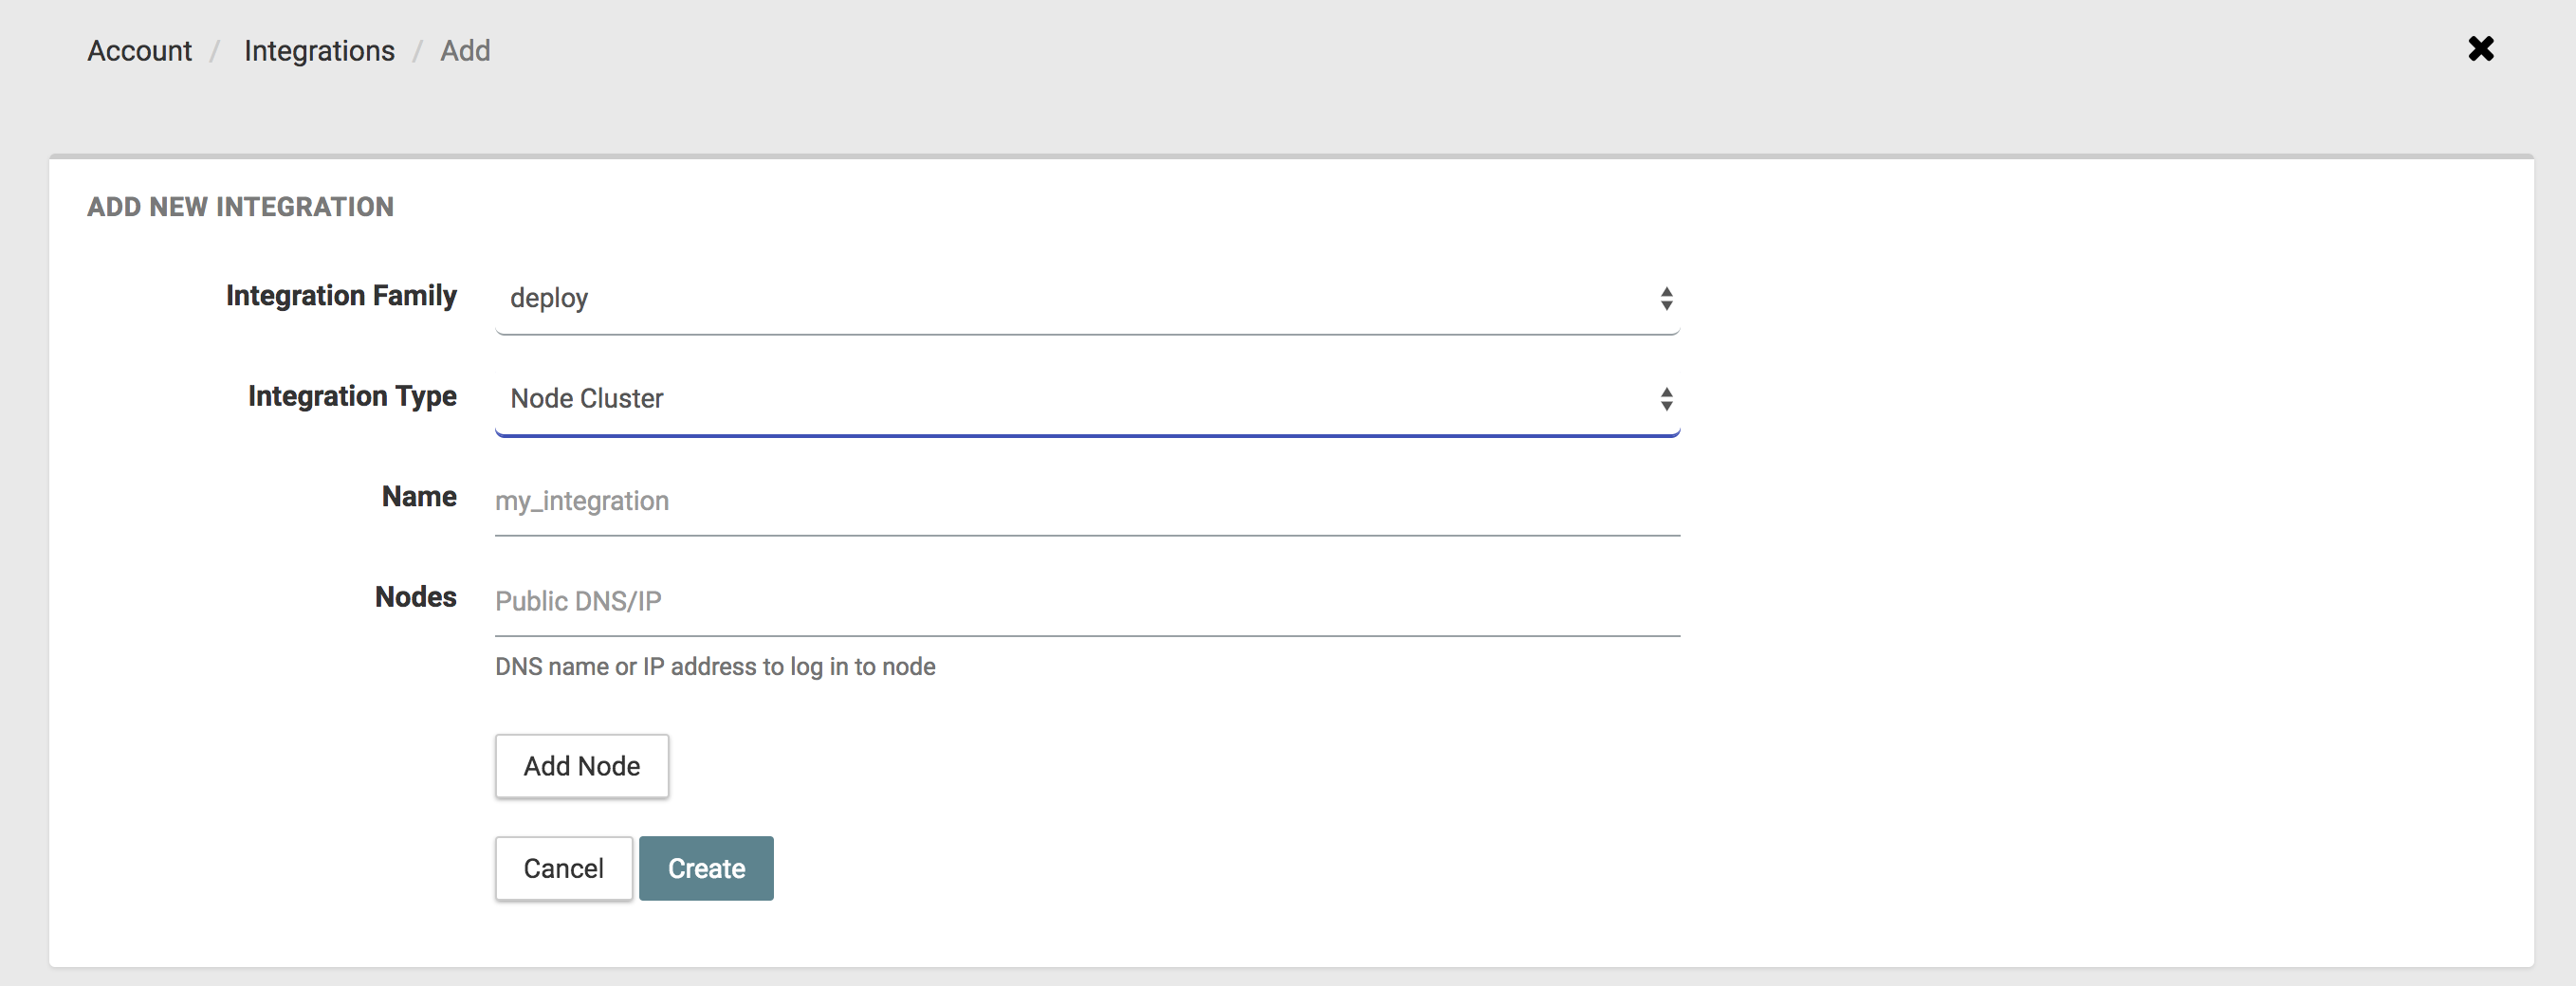 Account / Integrations / Add
ADD NEW INTEGRATION
Integration Family deploy
Integration Type Node Cluster
Name my_integration
Nodes Public DNS/IP
DNS name or IP address to log in to node
Add Node
Cancel Create